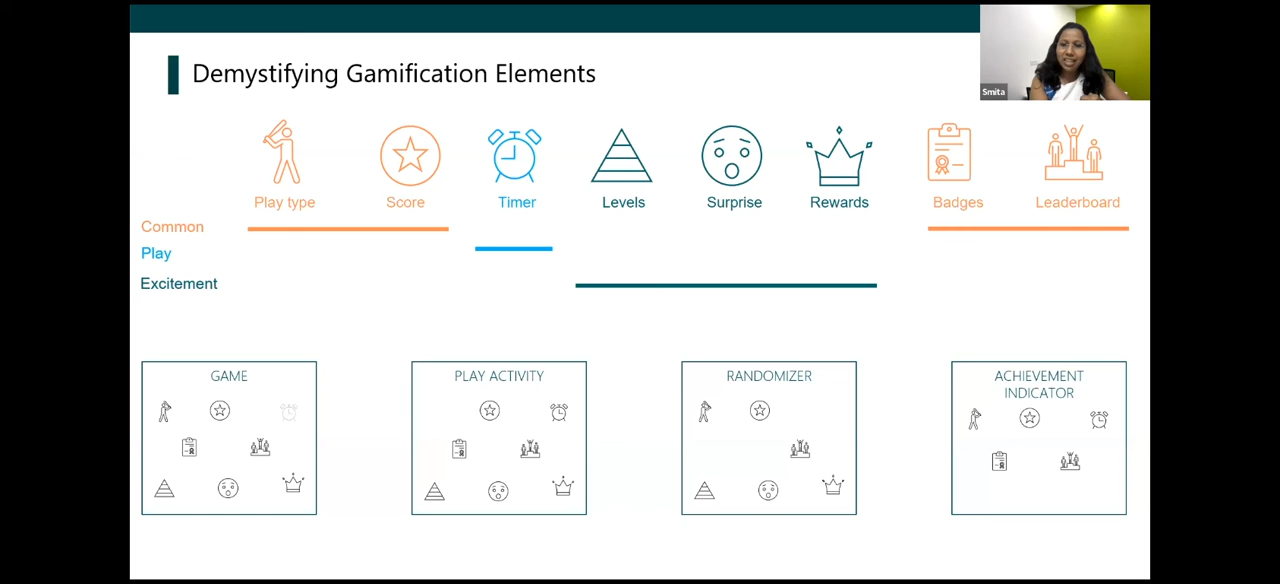 Demystifying Gamification Elements
Smita
Play type
Score
Timer
Levels
Surprise
Rewards
Badges
Leaderboard
Common
Play
Excitement
GAME
PLAY ACTIVITY
RANDOMIZER
ACHIEVEMENT
INDICATOR